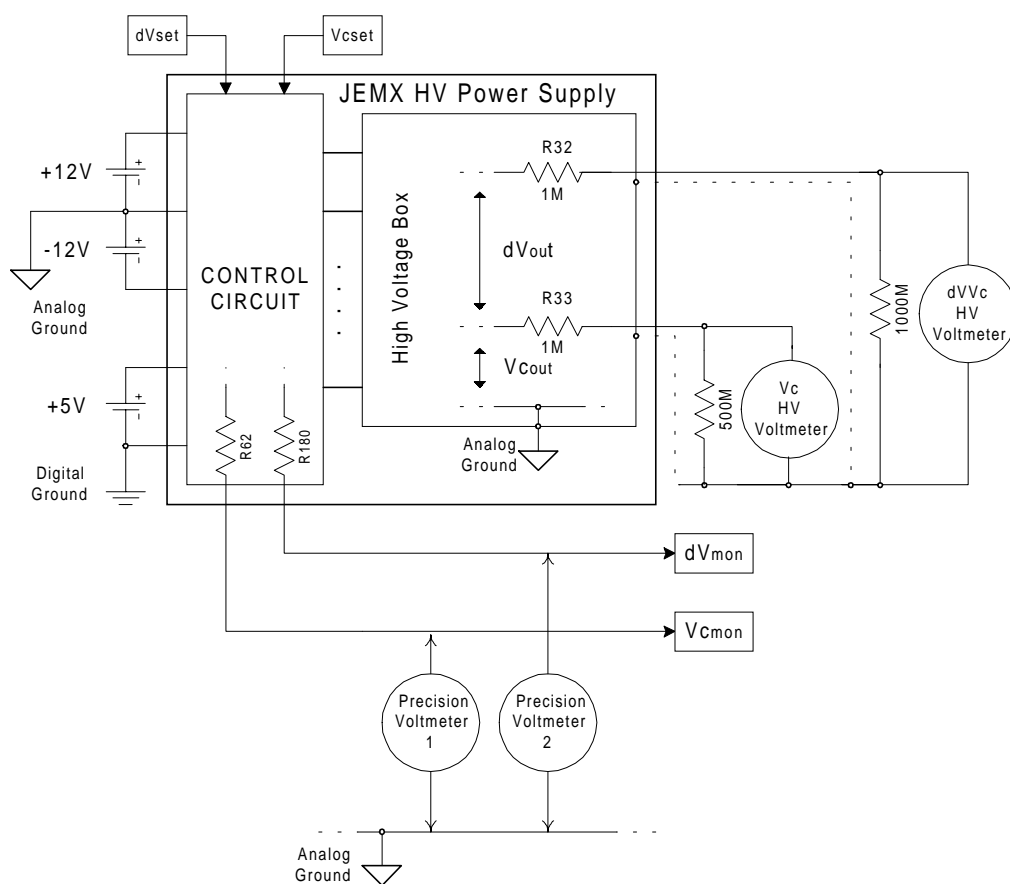 dVset
Vcset
JEMX HV Power Supply
+12V
-12V
Analog
Ground
+5V
Digital
Ground
CONTROL
CIRCUIT
R62
R180
High Voltage Box
R32
1M
dVout
R33
1M
Vcout
Analog
Ground
500M
Vc
HV
Voltmeter
1000M
dVVc
HV
Voltmeter
dVmon
Vcmon
Precision
Voltmeter
1
Precision
Voltmeter
2
Analog
Ground